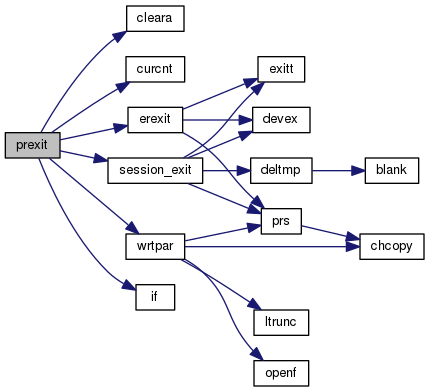 cleara
curcnt
exitt
erexit
devex
prexit
session_exit
deltmp
blank
prs
wrtpar
chcopy
if
ltrunc
openf